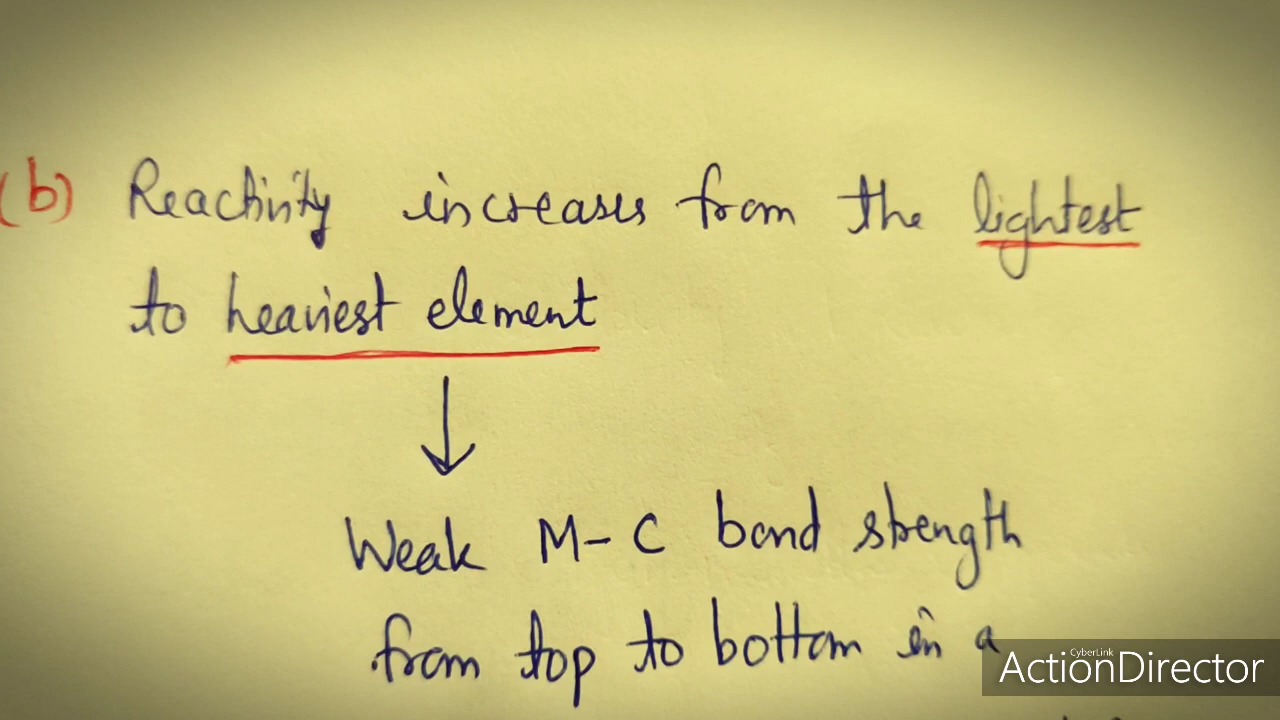 (b) Reactivity increases from the lightest
to heaviest element
↓
Weak M-C bond strength
from top to bottom in a
CyberLink
ActionDirector